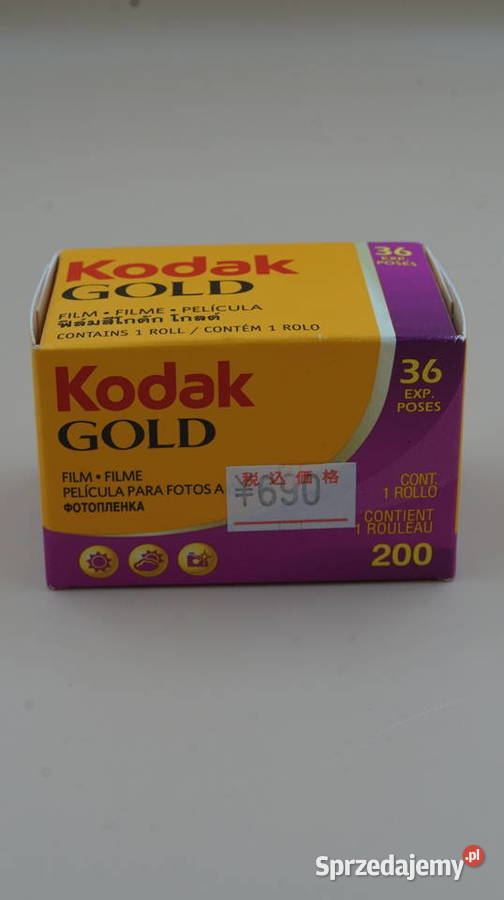 Kodak
GOLD
FILM • FILME • PELÍCULA
ฟิล์มสีโกดัก โกลด์
CONTAINS 1 ROLL / CONTÉM 1 ROLO
36
EXP.
POSES
Kodak
GOLD
FILM • FILME
PELÍCULA PARA FOTOS A
ФОТОПЛЕНКА
税込価格
¥690
36
EXP.
POSES
CONT.
1 ROLLO
CONTIENT
1 ROULEAU
200
Sprzedajemy.pl